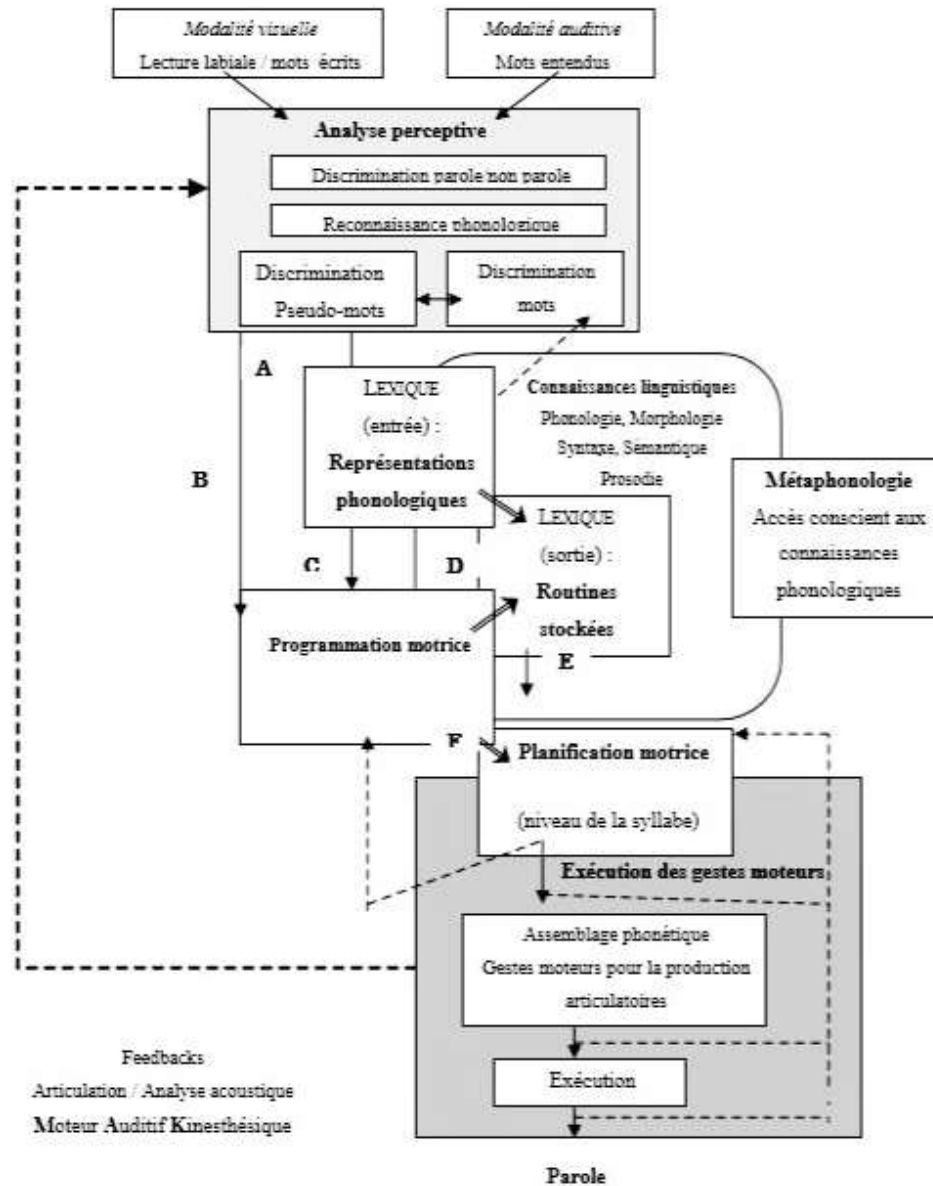 Modalité visuelle
Lecture labiale / mots écrits
Modalité auditive
Mots entendus
Analyse perceptive
Discrimination parole non parole
Reconnaissance phonologique
Discrimination
Pseudo-mots
Discrimination
mots
A
LEXIQUE
(entrée) :
Représentations
phonologiques
Connaissances linguistiques
Phonologie, Morphologie
Syntaxe, Sémantique
Prosodie
B
Métaphonologie
Accès conscient aux
connaissances
phonologiques
LEXIQUE
(sortie) :
Routines
stockées
C
D
E
Programmation motrice
F
Planification motrice
(niveau de la syllabe)
Exécution des gestes moteurs
Assemblage phonétique
Gestes moteurs pour la production
articulatoires
Exécution
Feedbacks
Articulation / Analyse acoustique
Moteur Auditif Kinesthésique
Parole